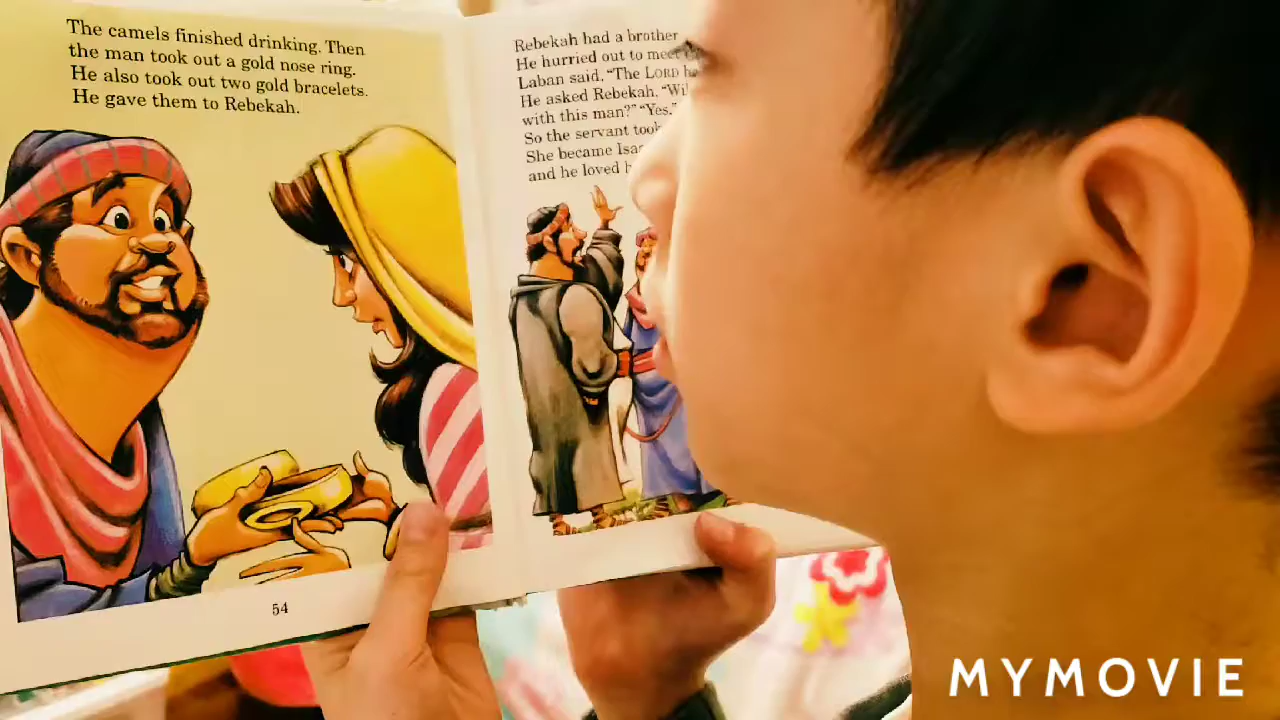 The camels finished drinking. Then
the man took out a gold nose ring.
He also took out two gold bracelets.
He gave them to Rebekah.
54
Rebekah had a brother
He hurried out to meet
Laban said, "The LORD
He asked Rebekah. "
with this man?" "Yes."
So the servant took
She became
and he loved
MYMOVIE